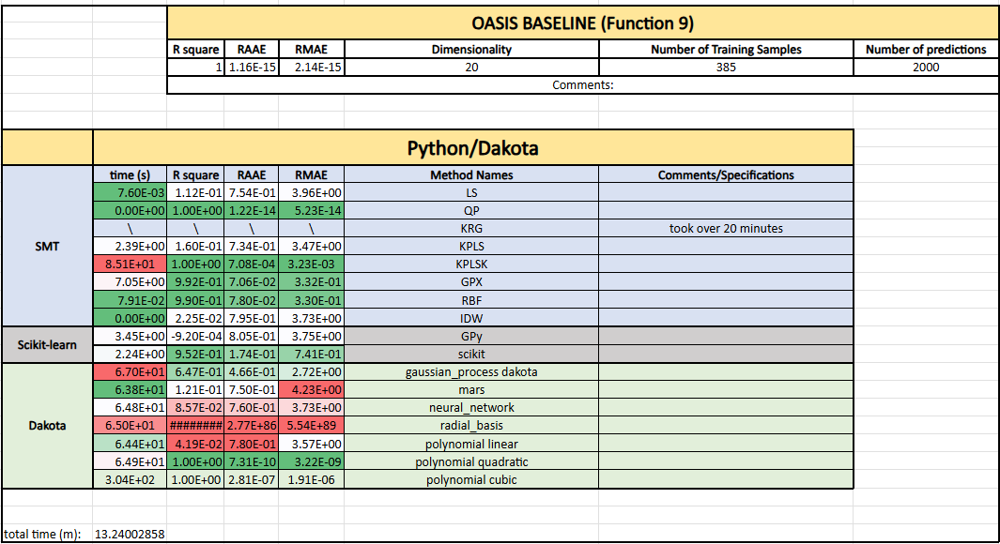 OASIS BASELINE (Function 9)
R square RAAE RMAE Dimensionality Number of Training Samples Number of predictions
1 1.16E-15 2.14E-15 20 385 2000
Comments:
Python/Dakota
time (s) R square RAAE RMAE Method Names Comments/Specifications
SMT
7.60E-03 1.12E-01 7.54E-01 3.96E+00 LS
0.00E+00 1.00E+00 1.22E-14 5.23E-14 QP
\ \ \ \ KRG took over 20 minutes
2.39E+00 1.60E-01 7.34E-01 3.47E+00 KPLS
8.51E+01 1.00E+00 7.08E-04 3.23E-03 KPLSK
7.05E+00 9.92E-01 7.06E-02 3.32E-01 GPX
7.91E-02 9.90E-01 7.80E-02 3.30E-01 RBF
0.00E+00 2.25E-02 7.95E-01 3.73E+00 IDW
Scikit-learn
3.45E+00 -9.20E-04 8.05E-01 3.75E+00 GPy
2.24E+00 9.52E-01 1.74E-01 7.41E-01 scikit
Dakota
6.70E+01 6.47E-01 4.66E-01 2.72E+00 gaussian_process dakota
6.38E+01 1.21E-01 7.50E-01 4.23E+00 mars
6.48E+01 8.57E-02 7.60E-01 3.73E+00 neural_network
6.50E+01 ######## 2.77E+86 5.54E+89 radial_basis
6.44E+01 4.19E-02 7.80E-01 3.57E+00 polynomial linear
6.49E+01 1.00E+00 7.31E-10 3.22E-09 polynomial quadratic
3.04E+02 1.00E+00 2.81E-07 1.91E-06 polynomial cubic
total time (m): 13.24002858